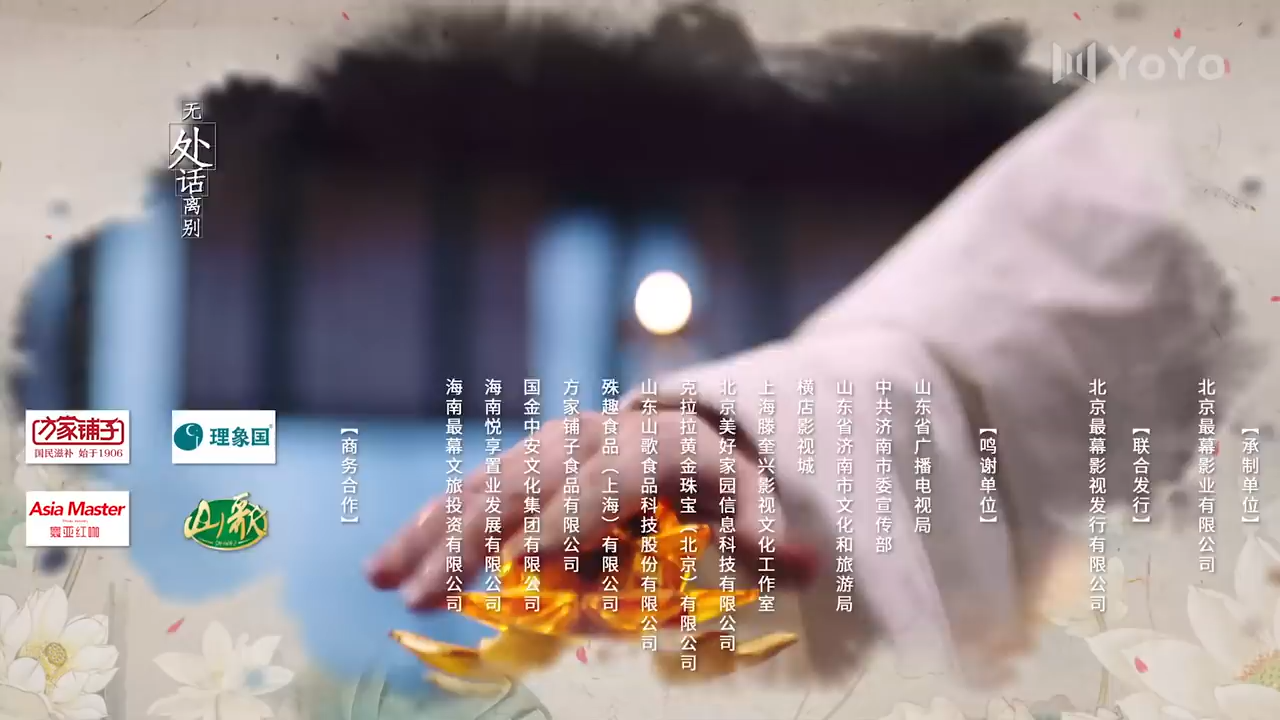 YoYo
【承制单位】
北京最幕影业有限公司
【联合发行】
北京最幕影视发行有限公司
【鸣谢单位】
山东省广播电视局
中共济南市委宣传部
山东省济南市文化和旅游局
横店影视城
上海滕奎兴影视文化工作室
北京美好家园信息科技有限公司
克拉拉黄金珠宝（北京）有限公司
山东山歌食品科技股份有限公司
殊趣食品（上海）有限公司
方家铺子食品有限公司
国金中安文化集团有限公司
海南悦享置业发展有限公司
海南最幕文旅投资有限公司
【商务合作】
无处话离别
方家铺子
国民滋补 始于1906
理象国
Asia Master
寰亚红咖
山歌